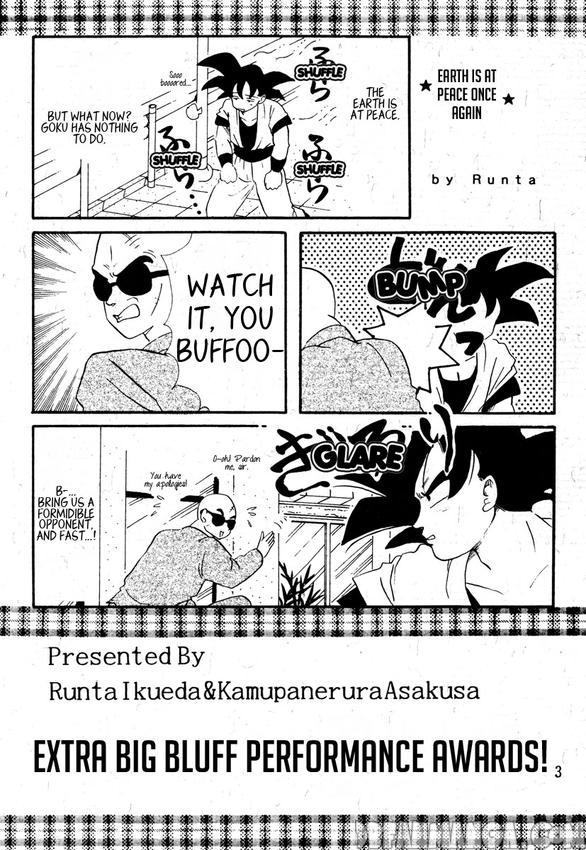 EARTH IS AT
PEACE ONCE
AGAIN
by Runta
THE
EARTH IS
AT PEACE.
ふら
SHUFFLE
Sooo
booored...
ふら
SHUFFLE
ふら...
SHUFFLE
BUT WHAT NOW?
GOKU HAS NOTHING
TO DO.
BUMP
WATCH
IT, YOU
BUFFOO-
GLARE
O-oh! Pardon
me, sir.
You have
my apologies!
B-...
BRING US A
FORMIDIBLE
OPPONENT,
AND FAST...!
Presented By
Runta Ikueda & Kamupanerura Asakusa
EXTRA BIG BLUFF PERFORMANCE AWARDS!
3